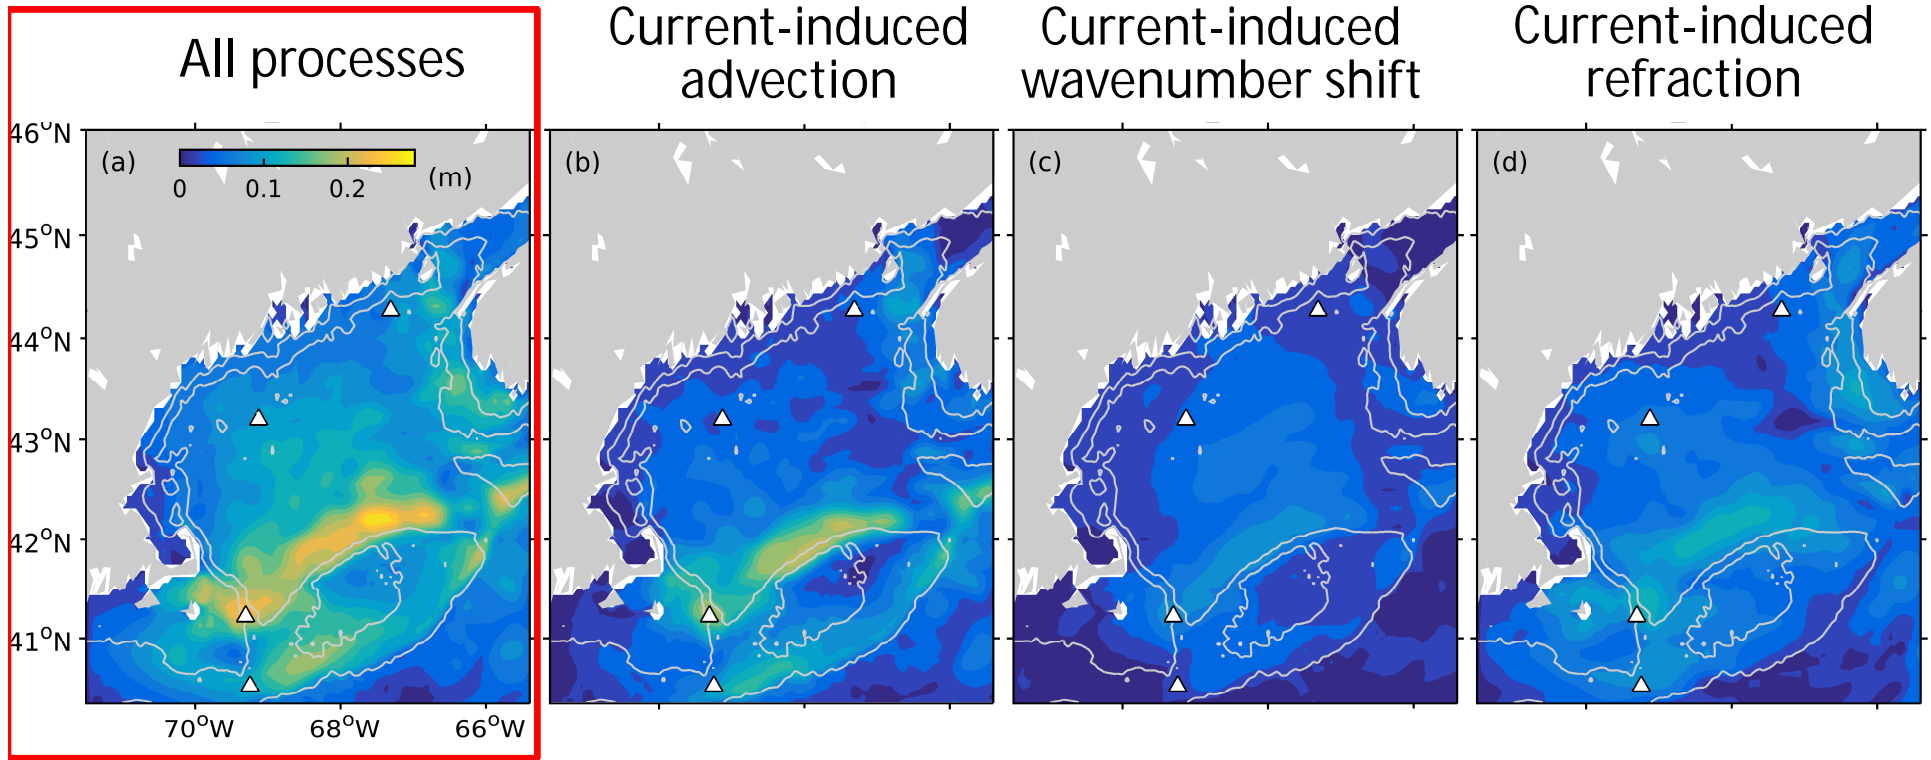 All processes
Current-induced
advection
Current-induced
wavenumber shift
Current-induced
refraction
(a)
0 0.1 0.2 (m)
(b)
(c)
(d)
46°N
45°N
44°N
43°N
42°N
41°N
70°W 68°W 66°W